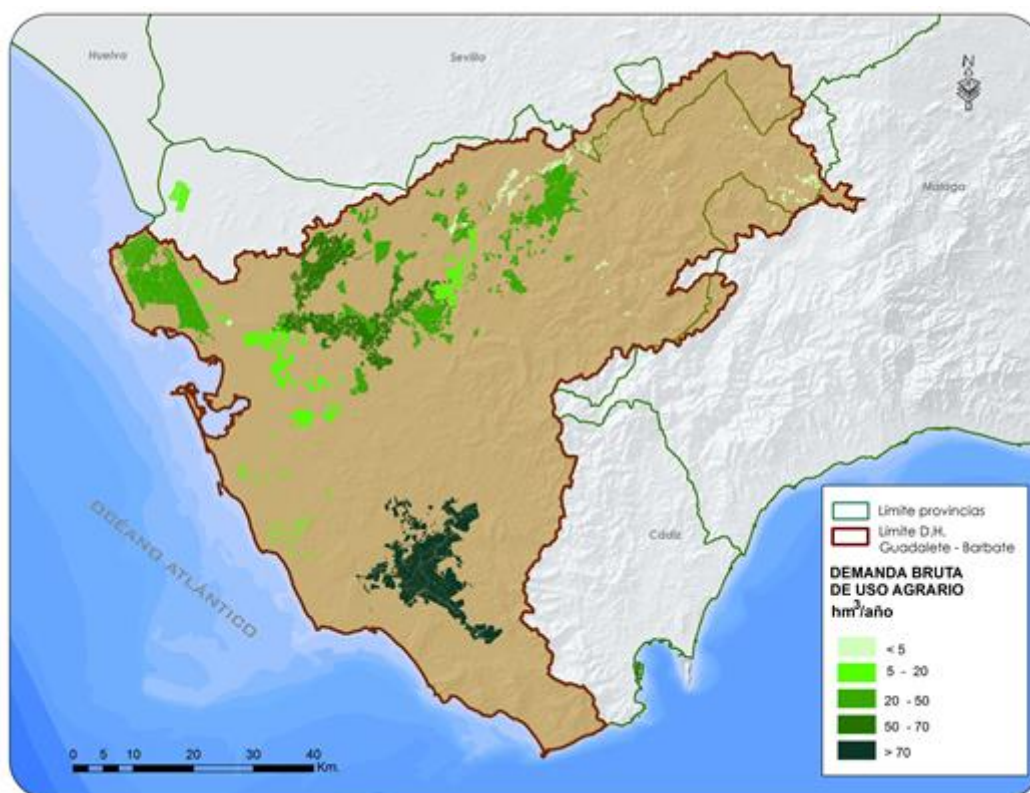 Huelva
Sevilla
N
Malaga
OCÉANO ATLÁNTICO
Cádiz
Límite provincias
Límite D.H.
Guadalete - Barbate
DEMANDA BRUTA
DE USO AGRARIO
hm³/año
< 5
5 - 20
20 - 50
50 - 70
> 70
0 5 10 20 30 40
Km.